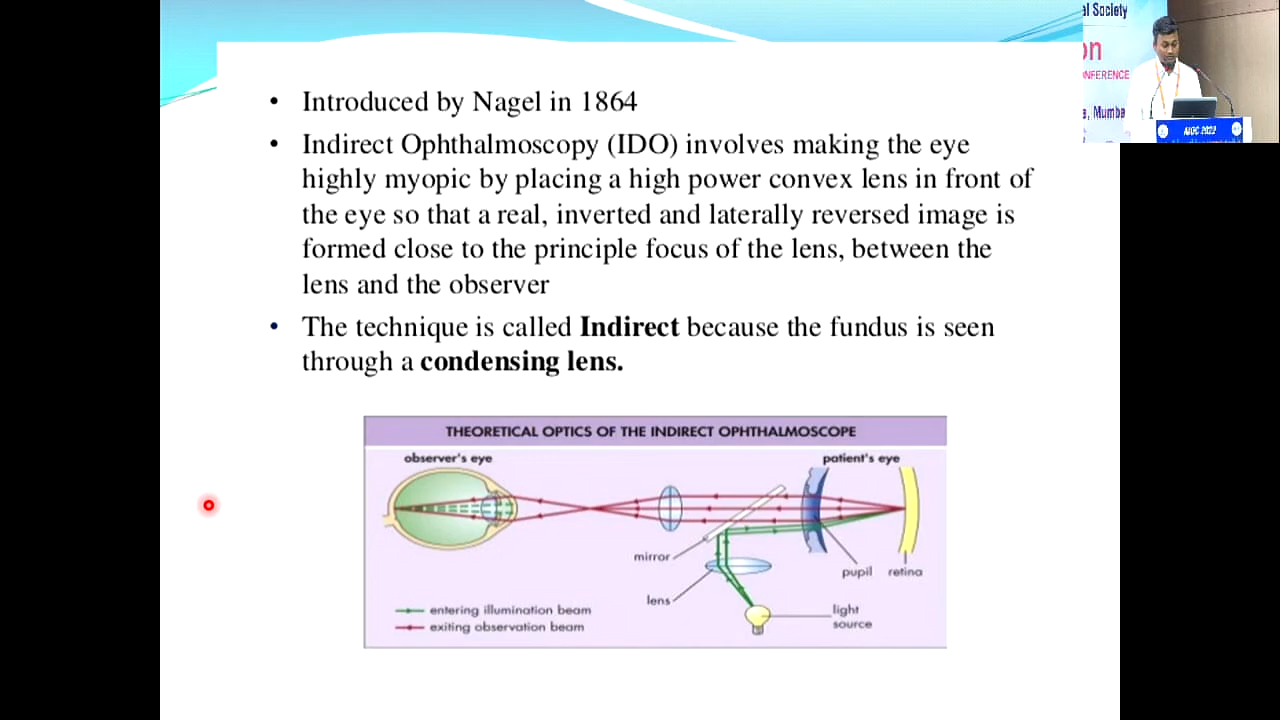 • Introduced by Nagel in 1864
• Indirect Ophthalmoscopy (IDO) involves making the eye
highly myopic by placing a high power convex lens in front of
the eye so that a real, inverted and laterally reversed image is
formed close to the principle focus of the lens, between the
lens and the observer
• The technique is called Indirect because the fundus is seen
through a condensing lens.
THEORETICAL OPTICS OF THE INDIRECT OPHTHALMOSCOPE
observer's eye
patient's eye
mirror
pupil
retina
lens
light
source
entering illumination beam
exiting observation beam
al Society
on
ONFERENCE
, Mumba
AIOC 2022